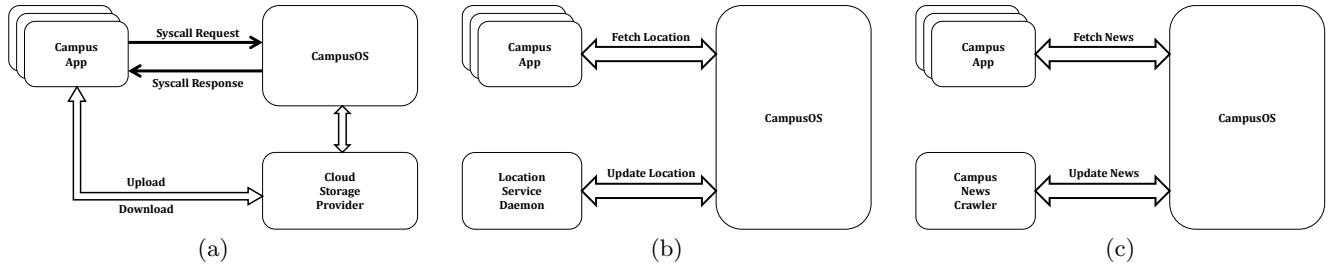 Campus
App
Syscall Request
Syscall Response
CampusOS
Upload
Download
Cloud
Storage
Provider
(a)
Campus
App
Fetch Location
CampusOS
Location
Service
Daemon
Update Location
(b)
Campus
App
Fetch News
CampusOS
Campus
News
Crawler
Update News
(c)